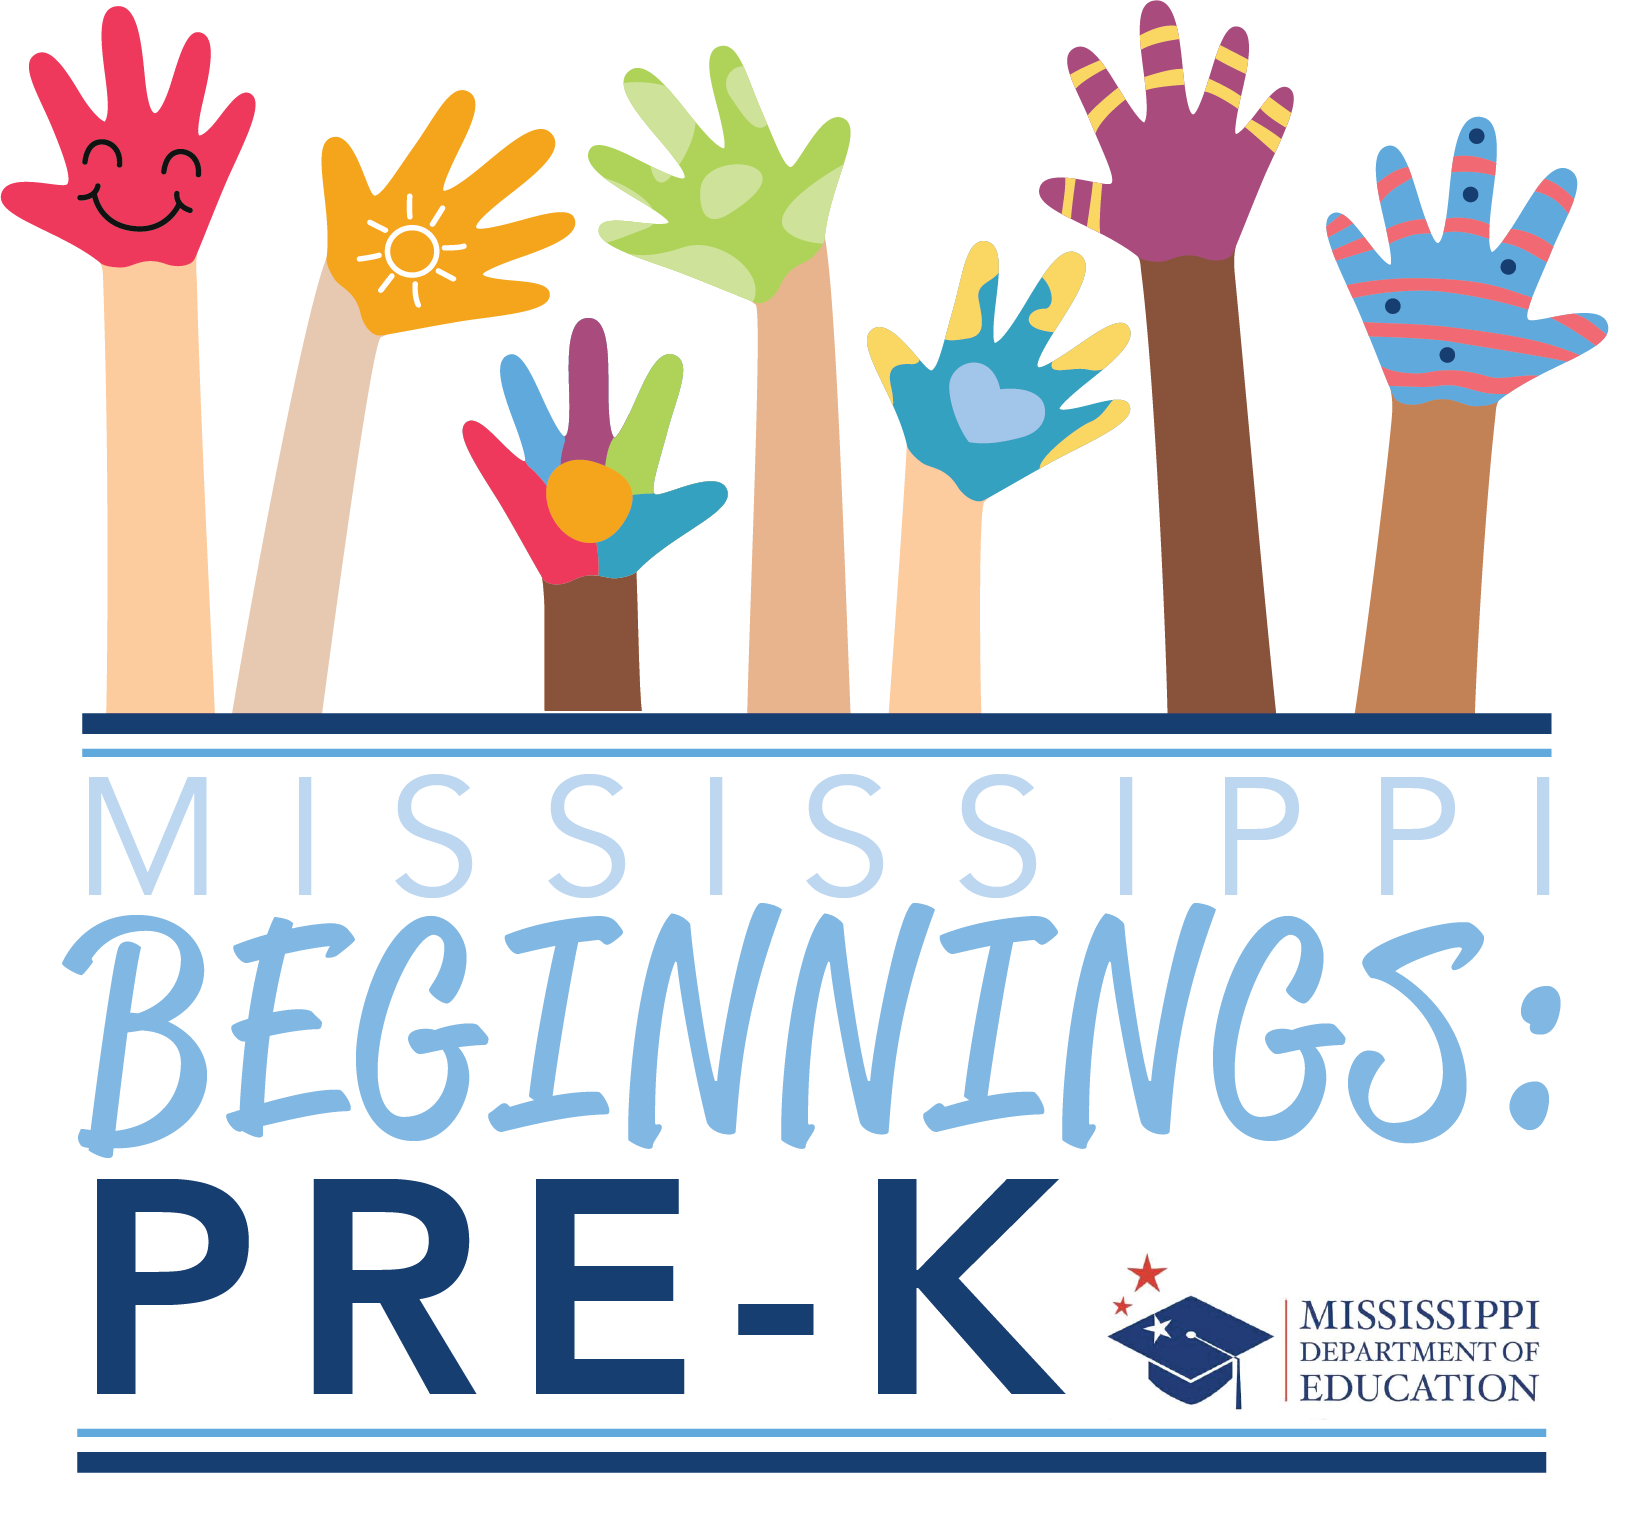 MISSISSIPPI
BEGINNINGS:
PRE-K
MISSISSIPPI
DEPARTMENT OF
EDUCATION